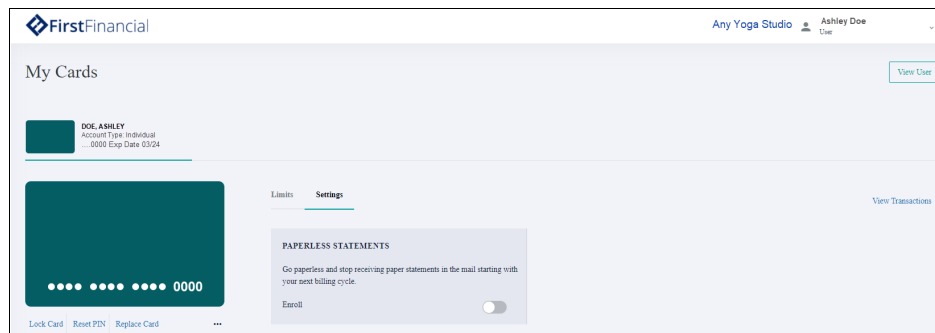 FirstFinancial
Any Yoga Studio
Ashley Doe
User
My Cards
View User
DOE, ASHLEY
Account Type: Individual
....0000 Exp Date 03/24
Limits
Settings
View Transactions
PAPERLESS STATEMENTS
Go paperless and stop receiving paper statements in the mail starting with
your next billing cycle.
Enroll
•••• •••• •••• 0000
Lock Card
Reset PIN
Replace Card
•••